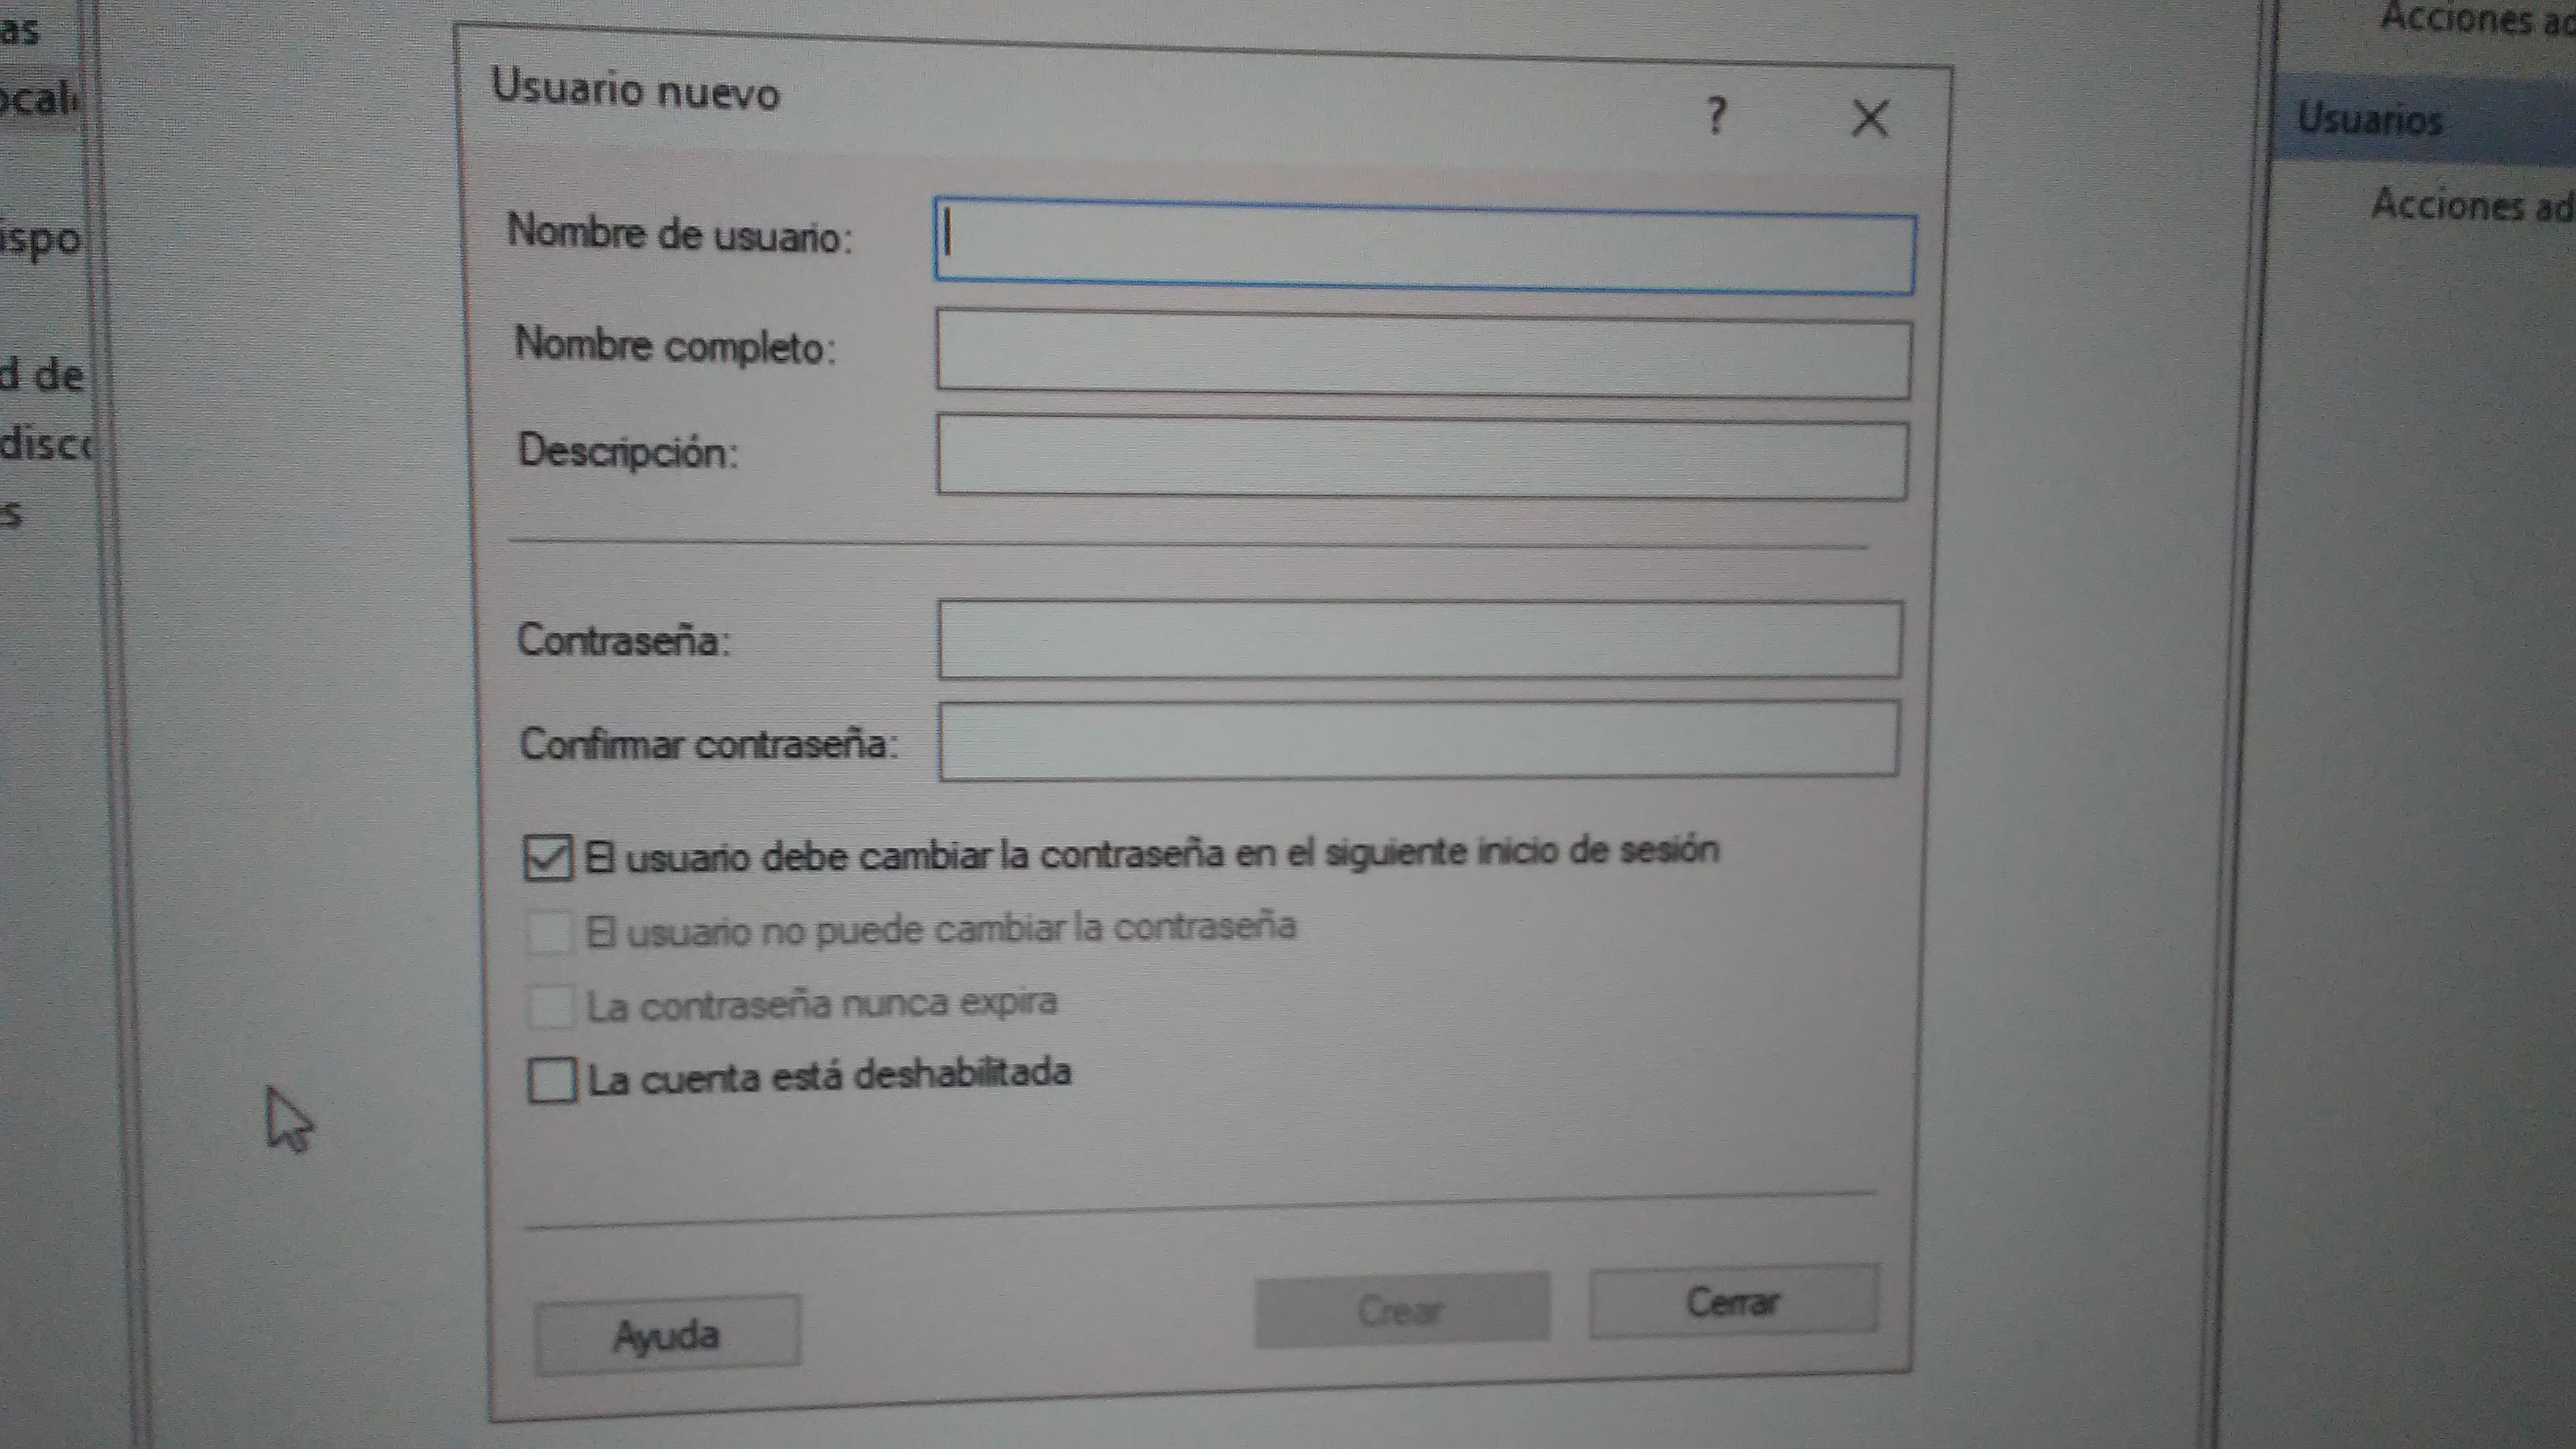 as
ocal
ispo
d de
disco
s
Usuario nuevo
?
Nombre de usuario:
Nombre completo:
Descripción:
Contraseña:
Confirmar contraseña:
El usuario debe cambiar la contraseña en el siguiente inicio de sesión
El usuario no puede cambiar la contraseña
La contraseña nunca expira
La cuenta está deshabilitada
Ayuda
Crear
Cerrar
Acciones ad
Usuarios
Acciones ad